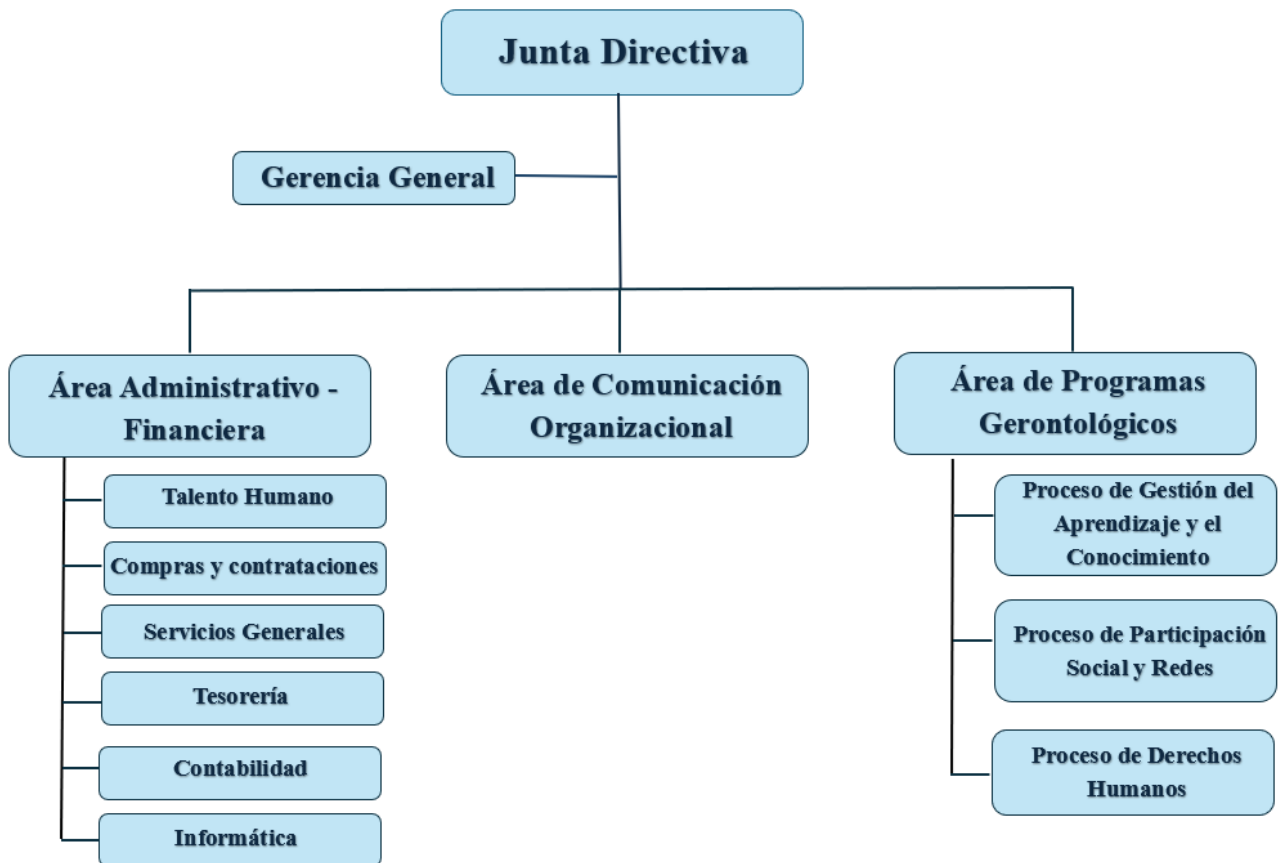 Junta Directiva
Gerencia General
Área Administrativo -
Financiera
Talento Humano
Compras y contrataciones
Servicios Generales
Tesorería
Contabilidad
Informática
Área de Comunicación
Organizacional
Área de Programas
Gerontológicos
Proceso de Gestión del
Aprendizaje y el
Conocimiento
Proceso de Participación
Social y Redes
Proceso de Derechos
Humanos